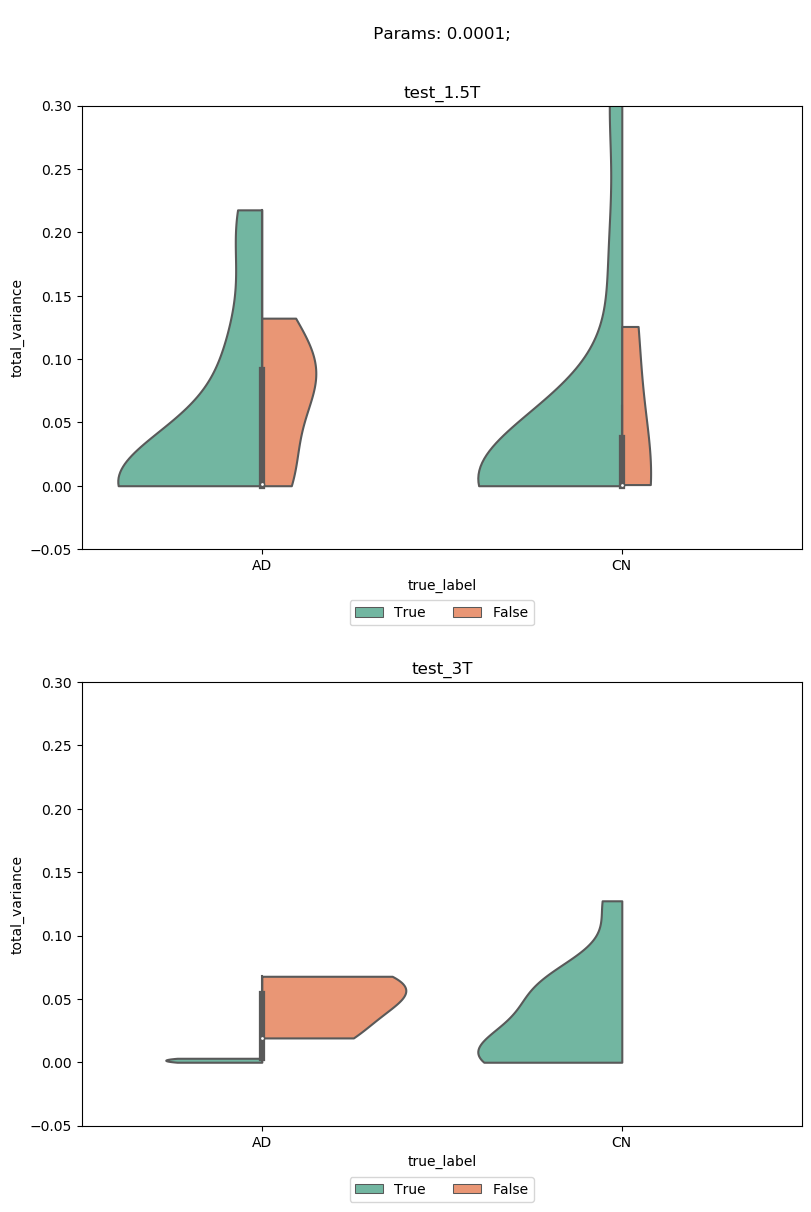 Params: 0.0001;
test_1.5T
0.30
0.25
0.20
0.15
0.10
0.05
0.00
−0.05
total_variance
AD
CN
true_label
True
False
test_3T
0.30
0.25
0.20
0.15
0.10
0.05
0.00
−0.05
total_variance
AD
CN
true_label
True
False